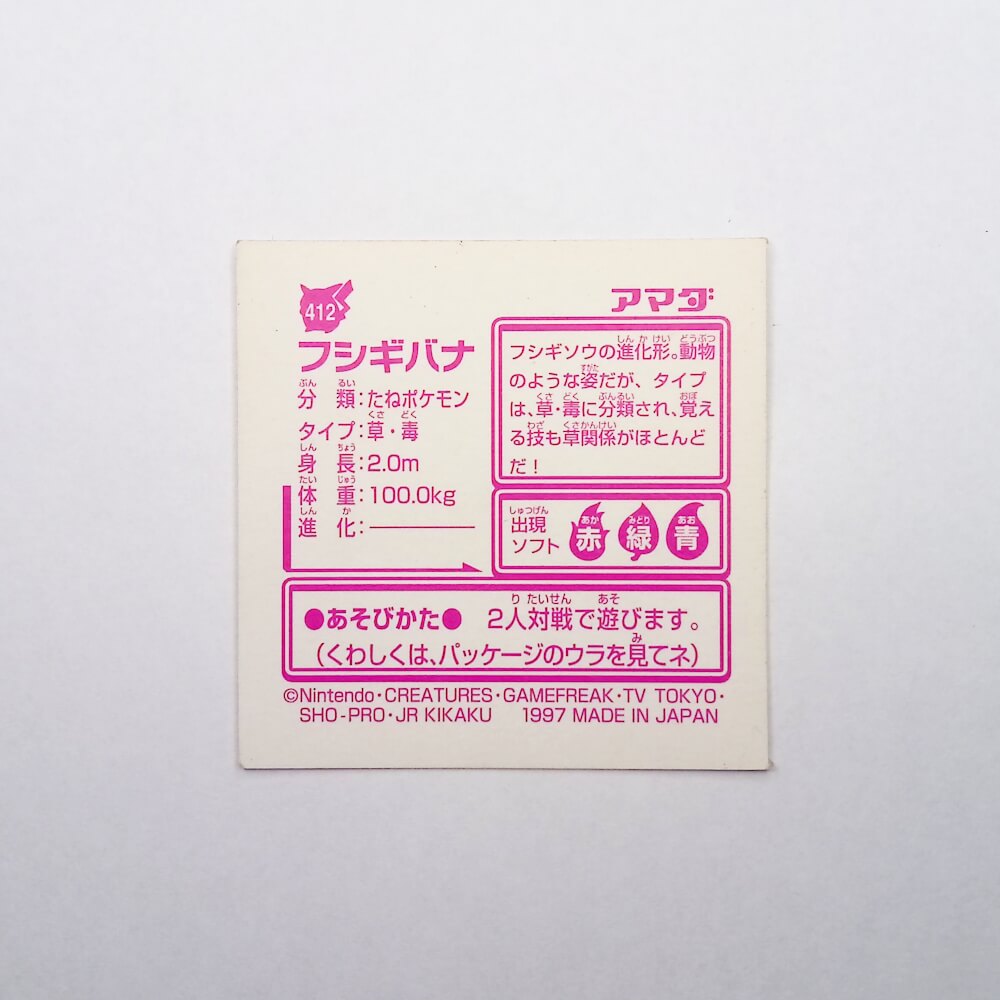 412
フシギバナ
分類:たねポケモン
タイプ:草・毒
身長:2.0m
体重:100.0kg
進化:————
アマダ
フシギソウの進化形。動物
のような姿だが、タイプ
は、草・毒に分類され、覚え
る技も草関係がほとんど
だ!
出現
ソフト
赤 緑 青
●あそびかた● 2人対戦で遊びます。
(くわしくは、パッケージのウラを見てネ)
©Nintendo・CREATURES・GAMEFREAK・TV TOKYO・
SHO-PRO・JR KIKAKU 1997 MADE IN JAPAN